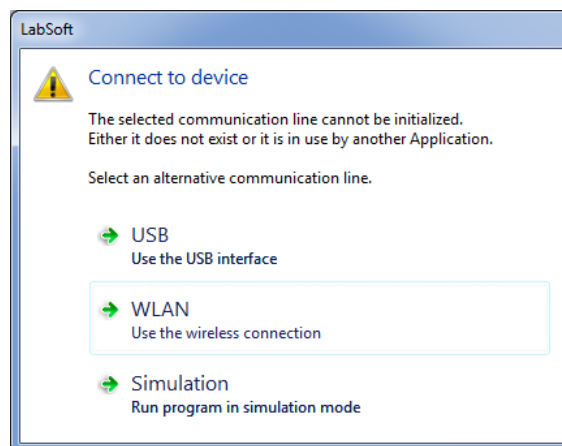 LabSoft
Connect to device
The selected communication line cannot be initialized.
Either it does not exist or it is in use by another Application.
Select an alternative communication line.
USB
Use the USB interface
WLAN
Use the wireless connection
Simulation
Run program in simulation mode